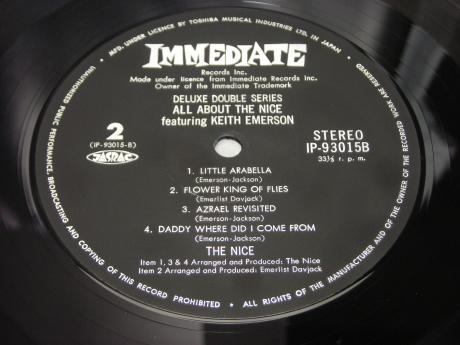 • MFD. UNDER LICENCE BY TOSHIBA MUSICAL INDUSTRIES LTD. IN JAPAN •
UNAUTHORIZED PUBLIC PERFORMANCE, BROADCASTING AND COPYING OF THIS RECORD PROHIBITED • ALL RIGHTS OF THE MANUFACTURER AND OF THE OWNER OF THE RECORDED WORK ARE RESERVED
IMMEDIATE
Records Inc.
Made under licence from Immediate Records Inc.
Owner of the Immediate Trademark
DELUXE DOUBLE SERIES
ALL ABOUT THE NICE
featuring KEITH EMERSON
2
(IP-93015-B)
JASRAC
STEREO
IP-93015B
33⅓ r. p. m.
1. LITTLE ARABELLA
(Emerson-Jackson)
2. FLOWER KING OF FLIES
(Emerlist Davjack)
3. AZRAEL REVISITED
(Emerson-Jackson)
4. DADDY WHERE DID I COME FROM
(Emerson-Jackson)
THE NICE
Item 1, 3 & 4 Arranged and Produced: The Nice
Item 2 Arranged and Produced: Emerlist Davjack